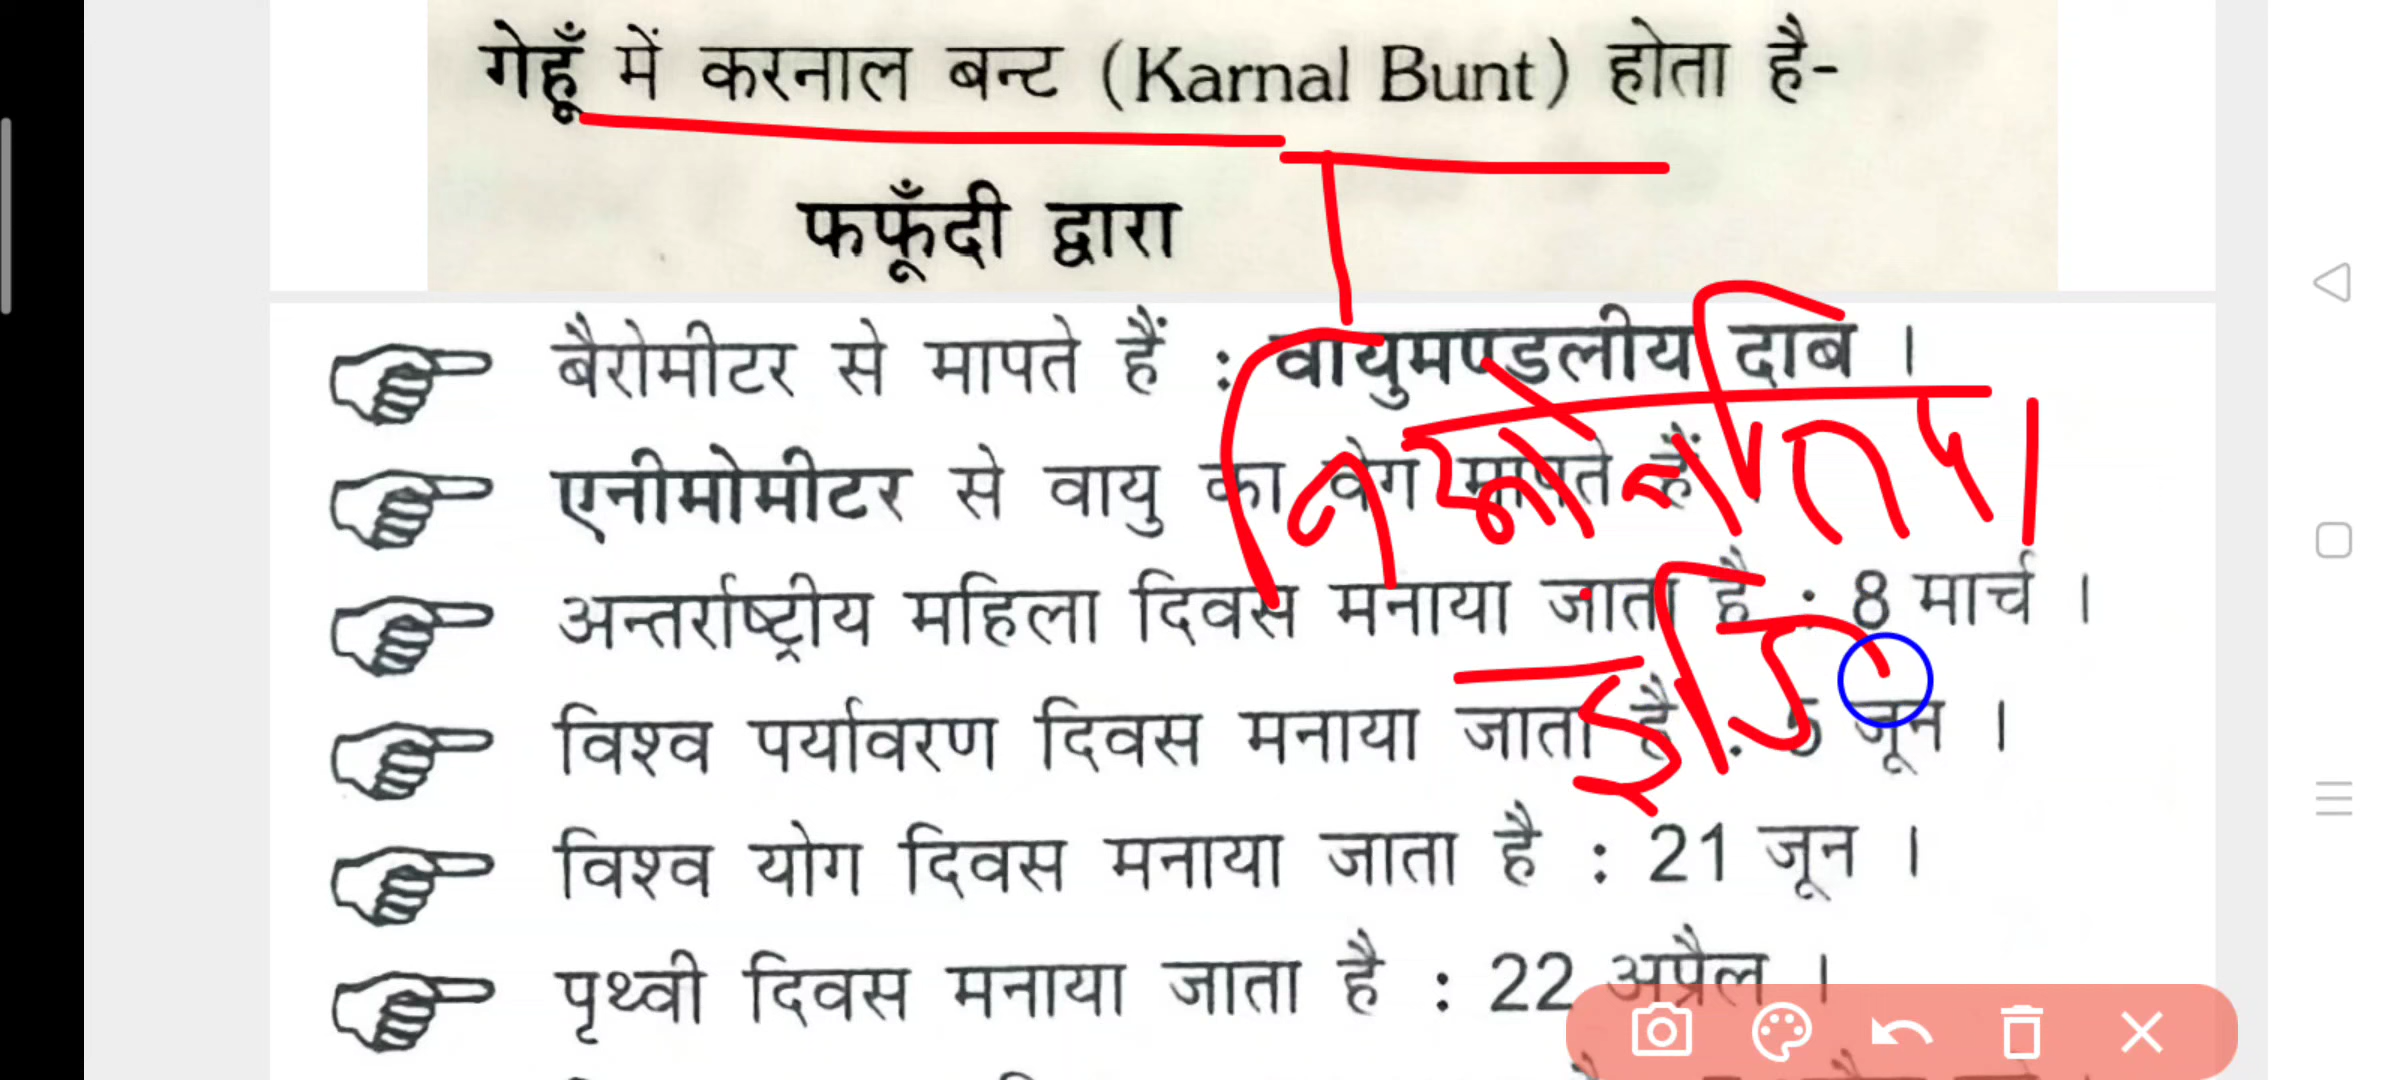 गेहूँ में करनाल बन्ट (Karnal Bunt) होता है-
फफूँदी द्वारा
बैरोमीटर से मापते हैं : वायुमण्डलीय दाब ।
एनीमोमीटर से वायु का वेग मापते हैं
अन्तर्राष्ट्रीय महिला दिवस मनाया जाता है : 8 मार्च ।
विश्व पर्यावरण दिवस मनाया जाता है : 5 जून ।
विश्व योग दिवस मनाया जाता है : 21 जून ।
पृथ्वी दिवस मनाया जाता है : 22 अप्रैल ।